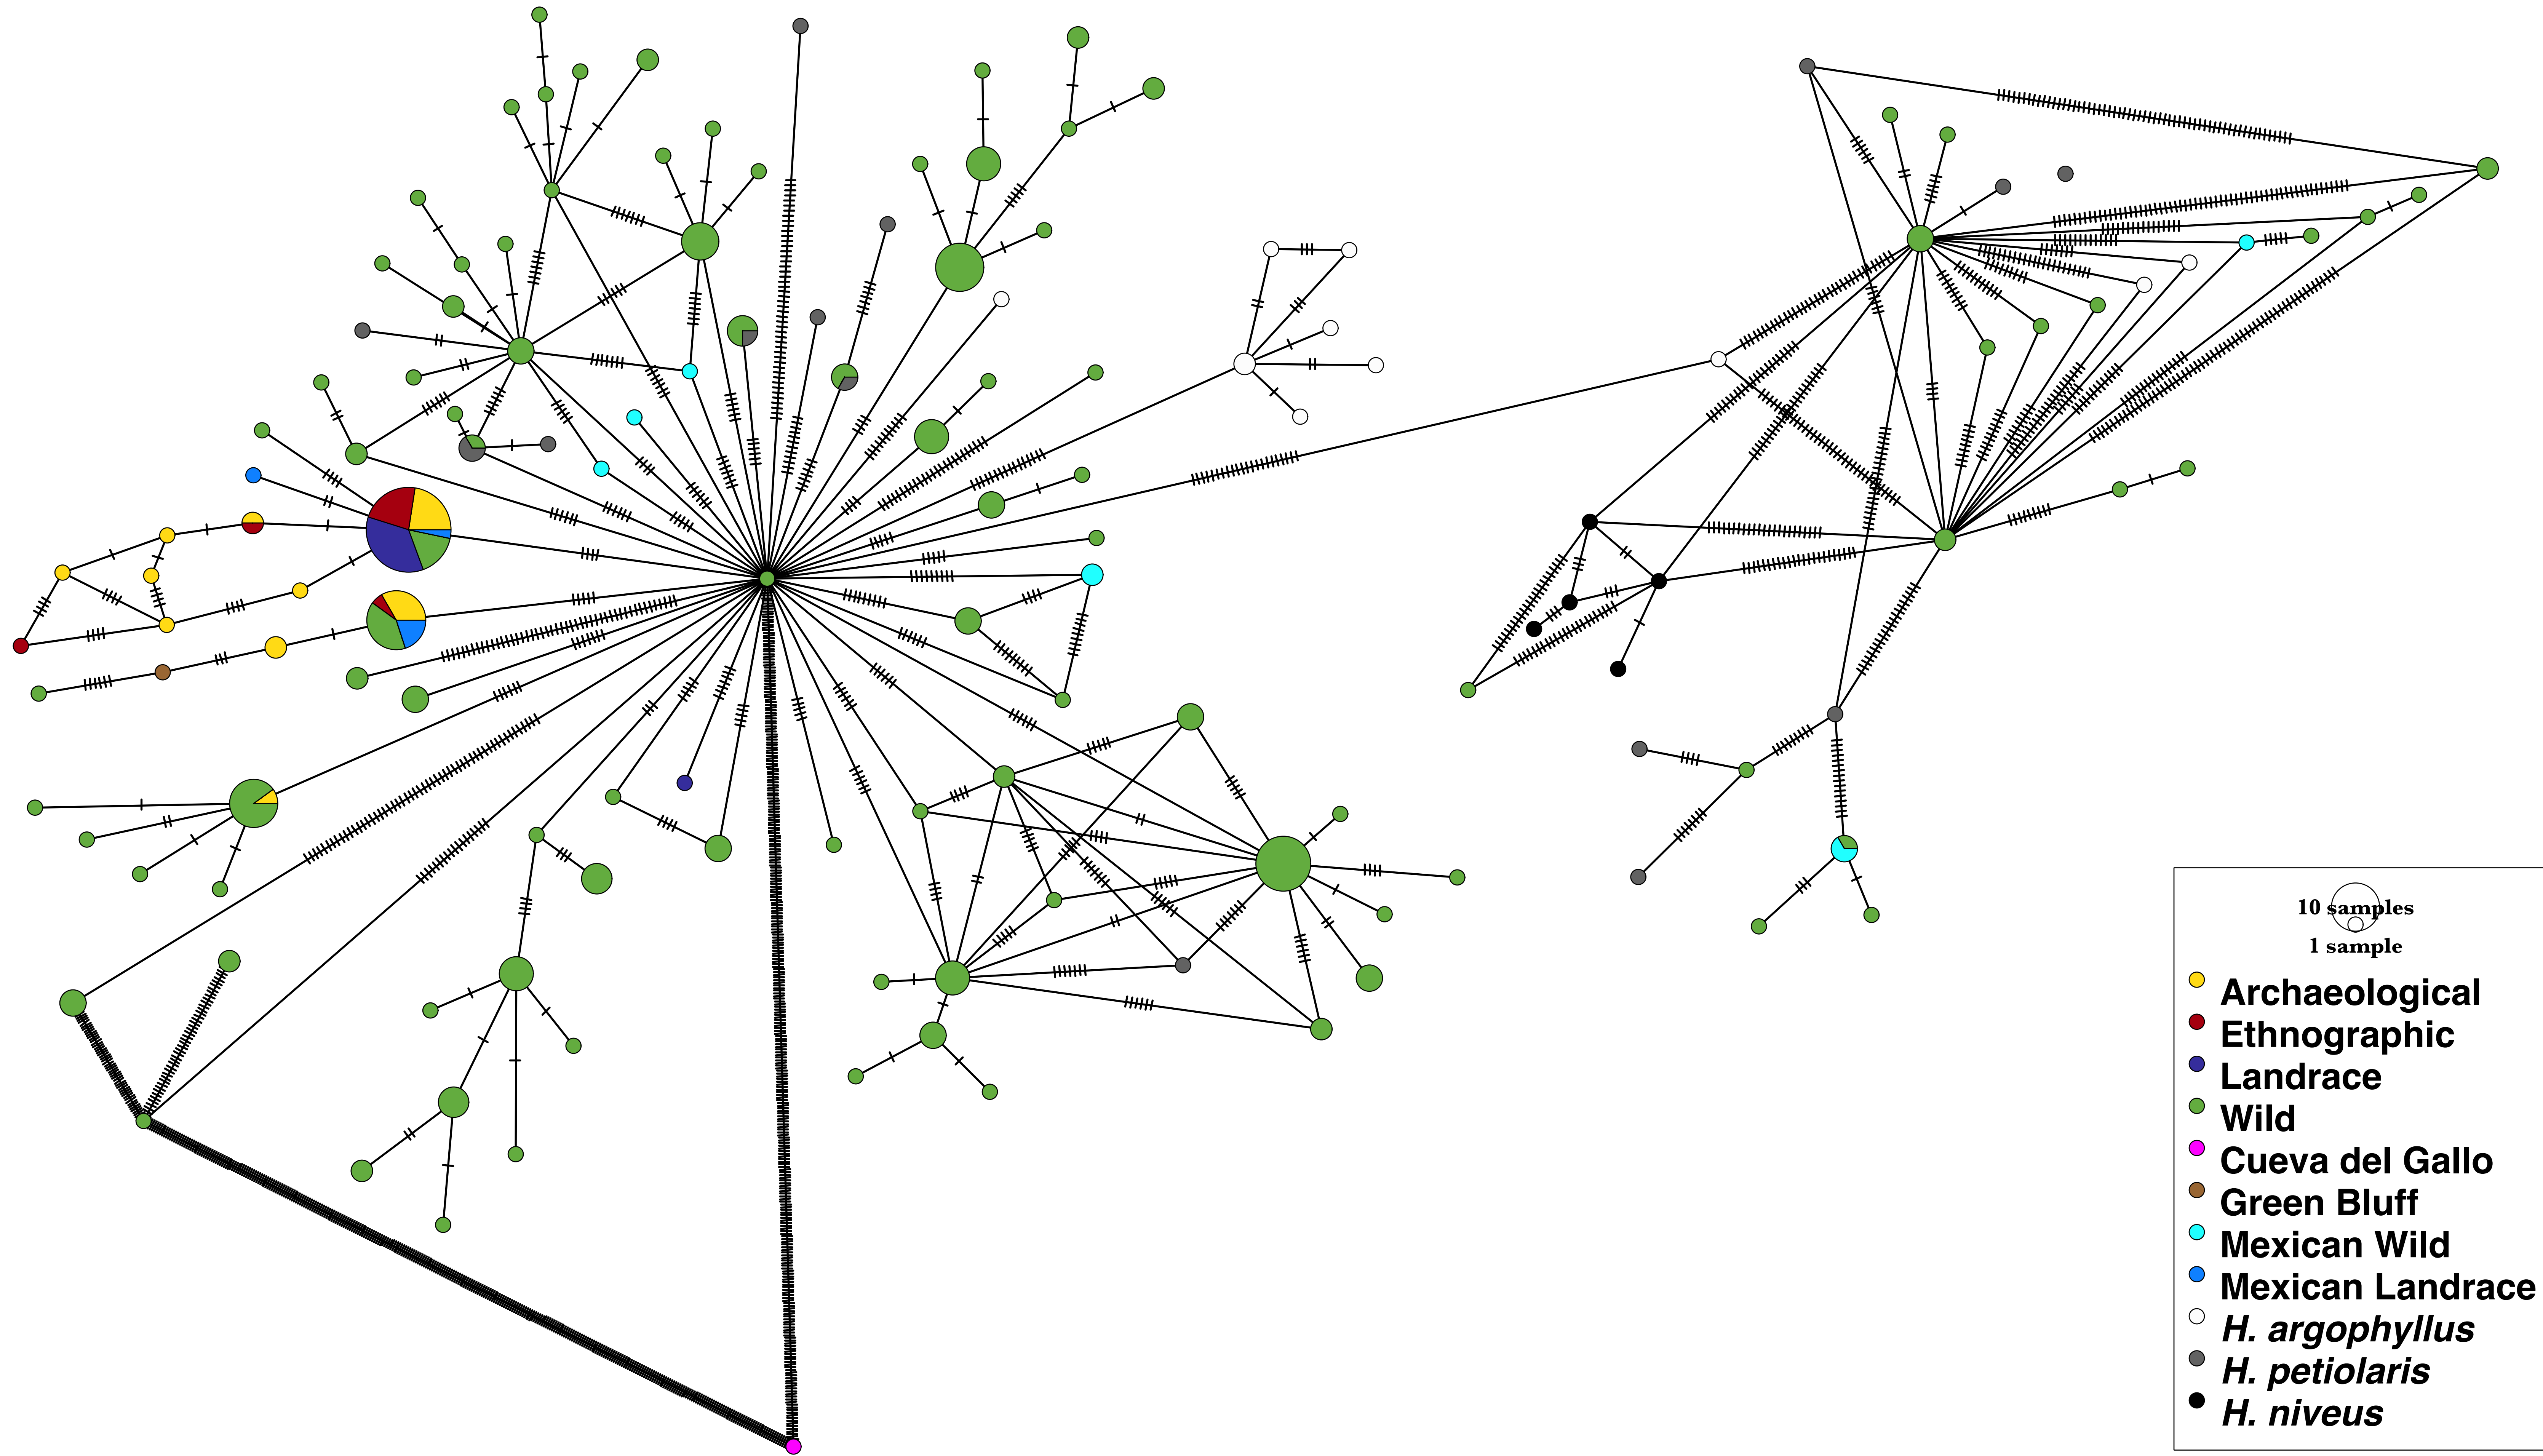 10 samples
1 sample
Archaeological
Ethnographic
Landrace
Wild
Cueva del Gallo
Green Bluff
Mexican Wild
Mexican Landrace
H. argophyllus
H. petiolaris
H. niveus